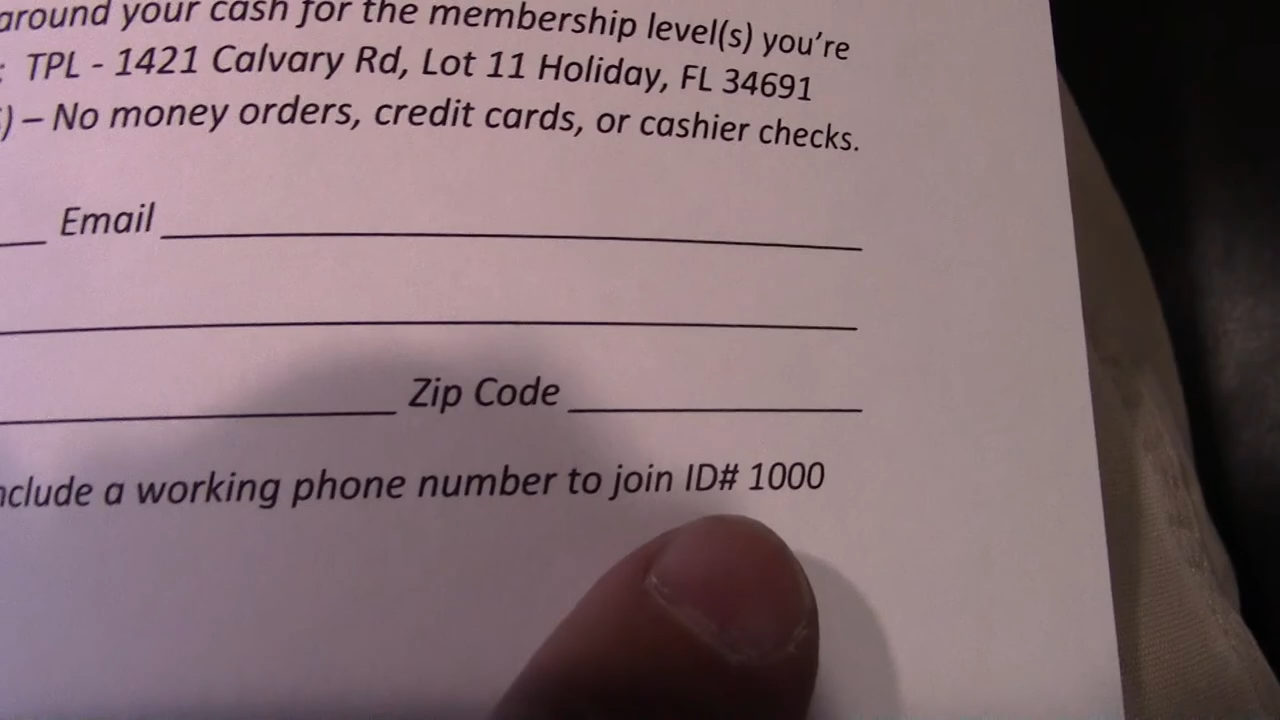 around your cash for the membership level(s) you're
: TPL - 1421 Calvary Rd, Lot 11 Holiday, FL 34691
) – No money orders, credit cards, or cashier checks.
Email
Zip Code
nclude a working phone number to join ID# 1000